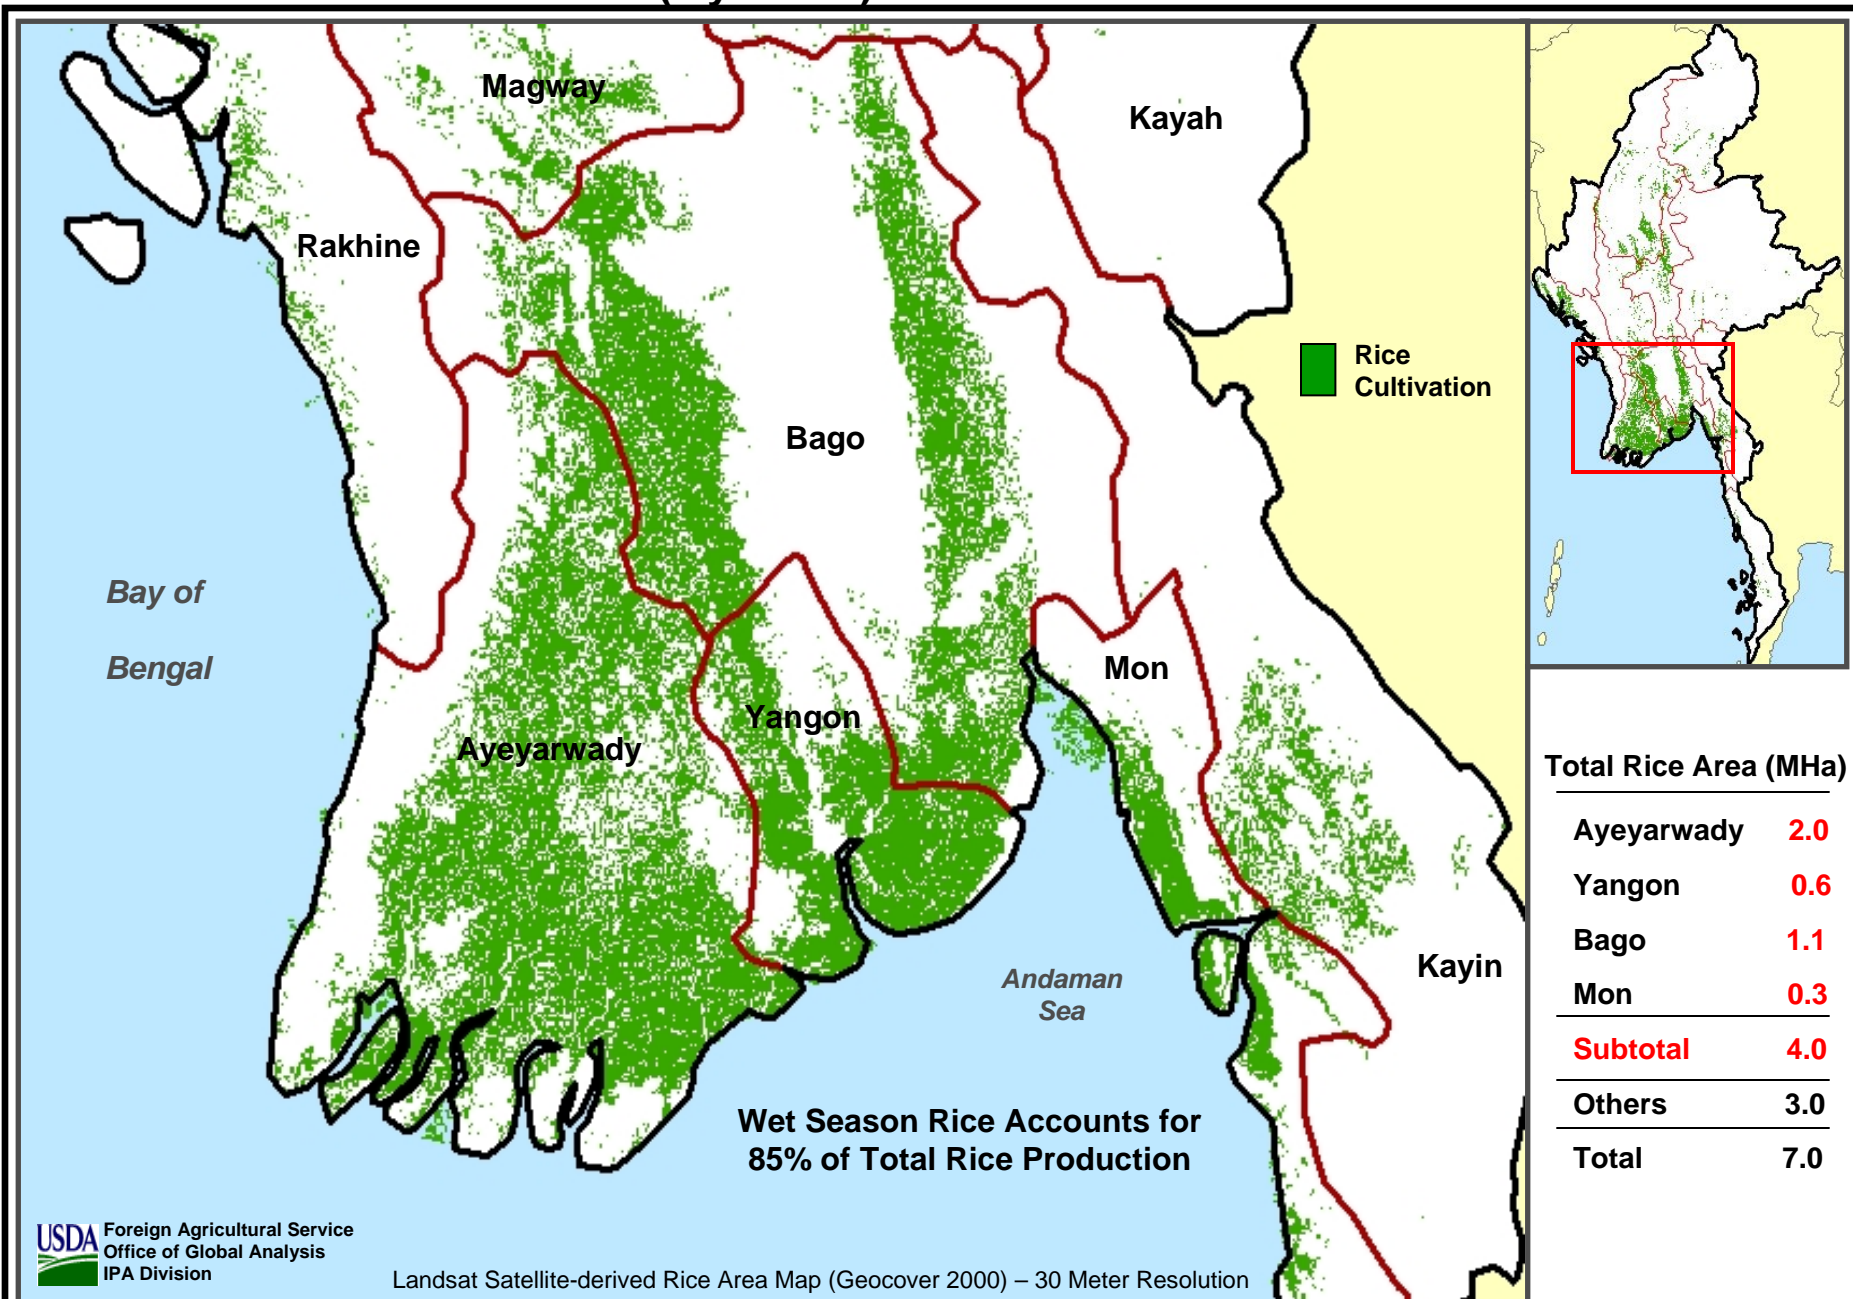 Magway
Kayah
Rakhine
Rice
Cultivation
Bago
Bay of
Bengal
Mon
Yangon
Ayeyarwady
Kayin
Andaman
Sea
Wet Season Rice Accounts for
85% of Total Rice Production
USDA
Foreign Agricultural Service
Office of Global Analysis
IPA Division
Landsat Satellite-derived Rice Area Map (Geocover 2000) – 30 Meter Resolution
Total Rice Area (MHa)
Ayeyarwady 2.0
Yangon 0.6
Bago 1.1
Mon 0.3
Subtotal 4.0
Others 3.0
Total 7.0